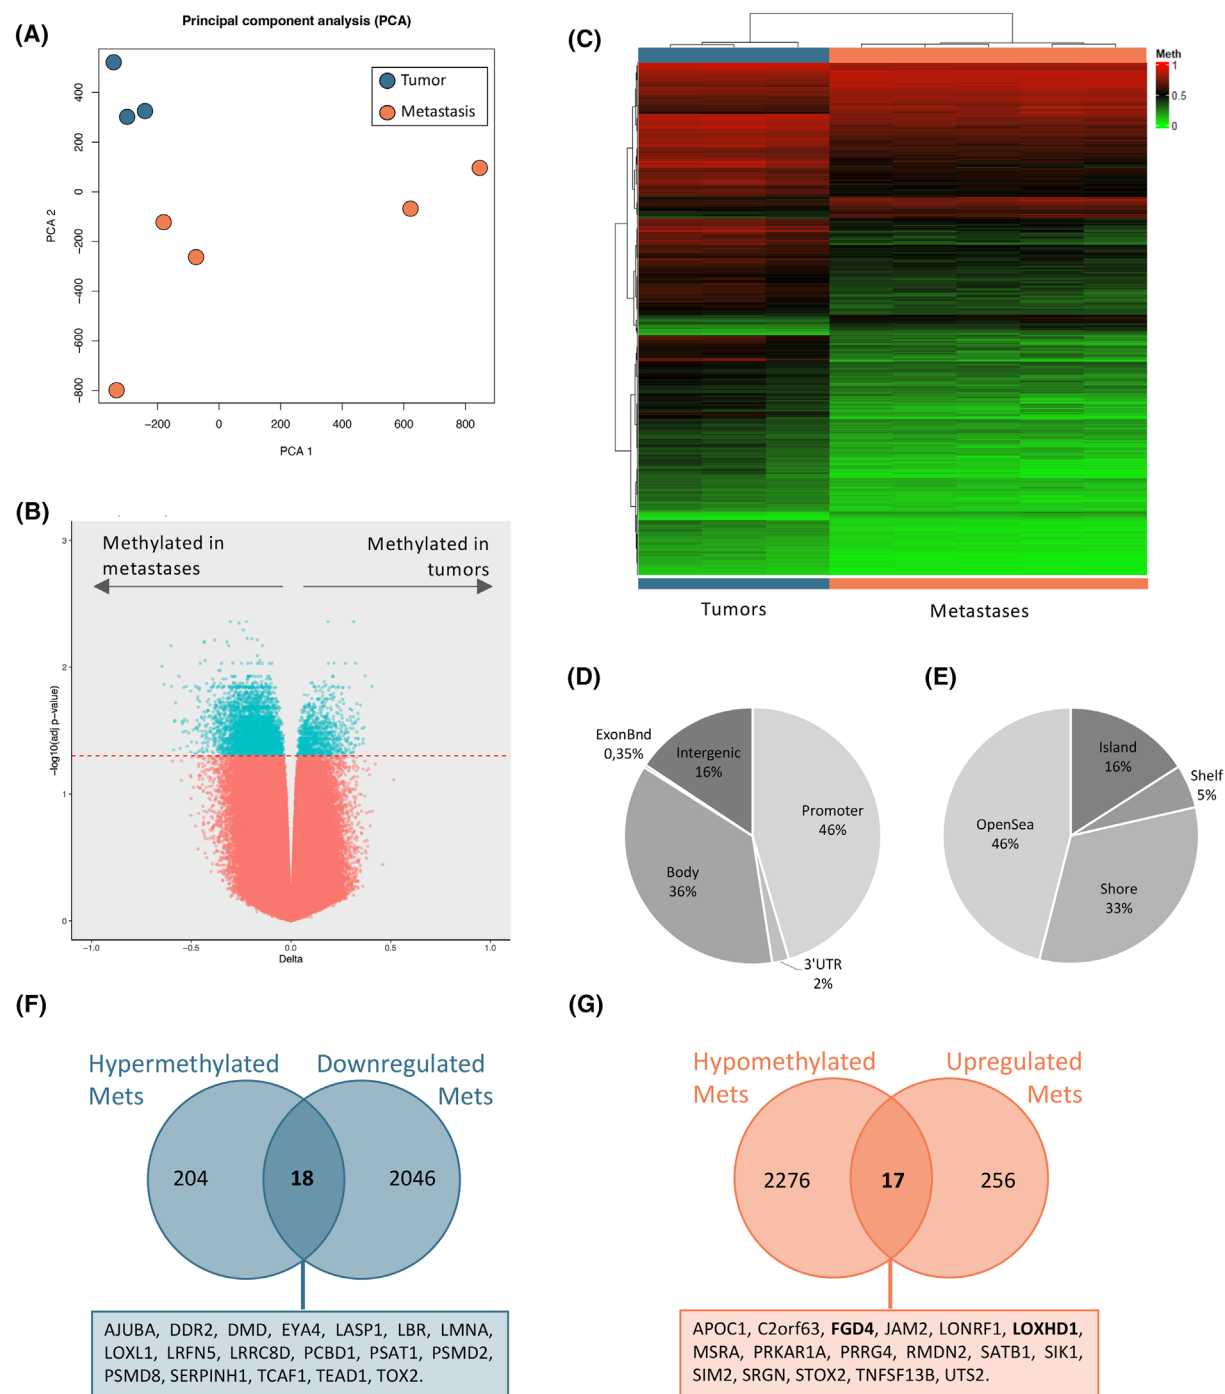 (A)
Principal component analysis (PCA)
Tumor
Metastasis
PCA 2
400
200
0
−200
−400
−600
−800
−200
0
200
400
600
800
PCA 1
(B)
Methylated in
metastases
Methylated in
tumors
−log10(adj p−value)
3
2
1
0
−1.0
−0.5
0.0
0.5
1.0
Delta
(C)
Meth
1
0.5
0
Tumors
Metastases
(D)
ExonBnd
0,35%
Intergenic
16%
Promoter
46%
Body
36%
3'UTR
2%
(E)
Island
16%
Shelf
5%
OpenSea
46%
Shore
33%
(F)
Hypermethylated
Mets
Downregulated
Mets
204
18
2046
AJUBA, DDR2, DMD, EYA4, LASP1, LBR, LMNA,
LOXL1, LRFN5, LRRC8D, PCBD1, PSAT1, PSMD2,
PSMD8, SERPINH1, TCAF1, TEAD1, TOX2.
(G)
Hypomethylated
Mets
Upregulated
Mets
2276
17
256
APOC1, C2orf63, FGD4, JAM2, LONRF1, LOXHD1,
MSRA, PRKAR1A, PRRG4, RMDN2, SATB1, SIK1,
SIM2, SRGN, STOX2, TNFSF13B, UTS2.